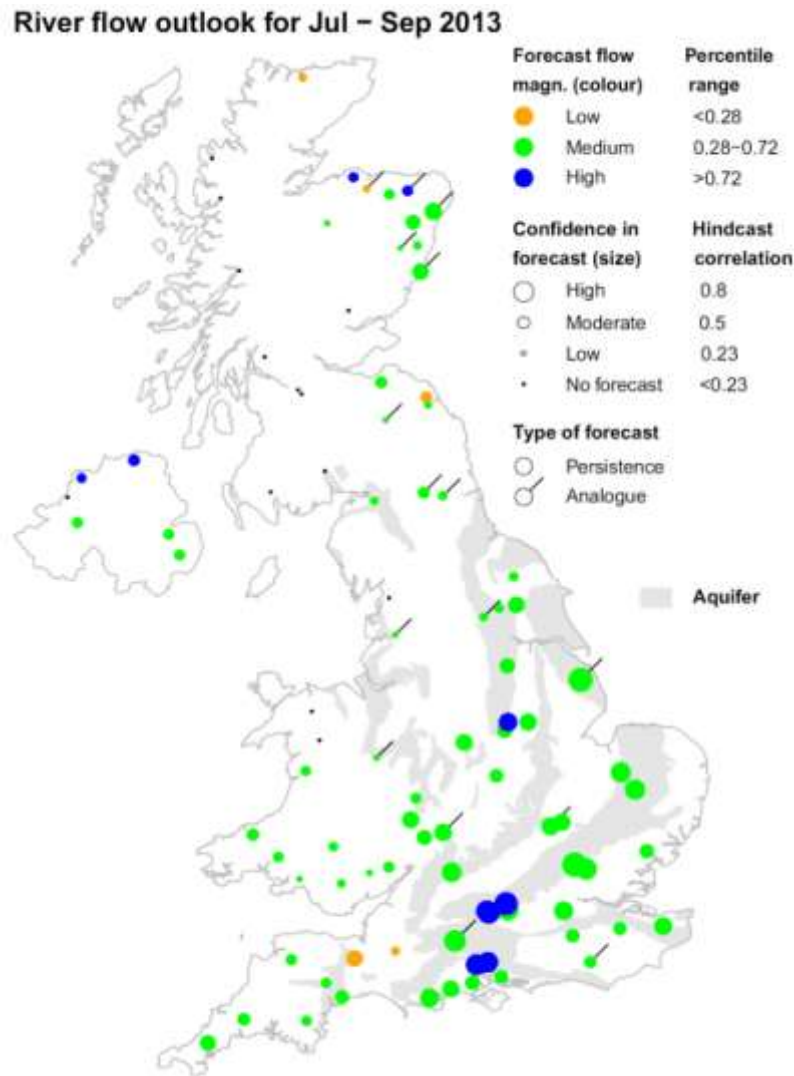 River flow outlook for Jul − Sep 2013
Forecast flow Percentile
magn. (colour) range
Low <0.28
Medium 0.28−0.72
High >0.72
Confidence in Hindcast
forecast (size) correlation
High 0.8
Moderate 0.5
Low 0.23
No forecast <0.23
Type of forecast
Persistence
Analogue
Aquifer